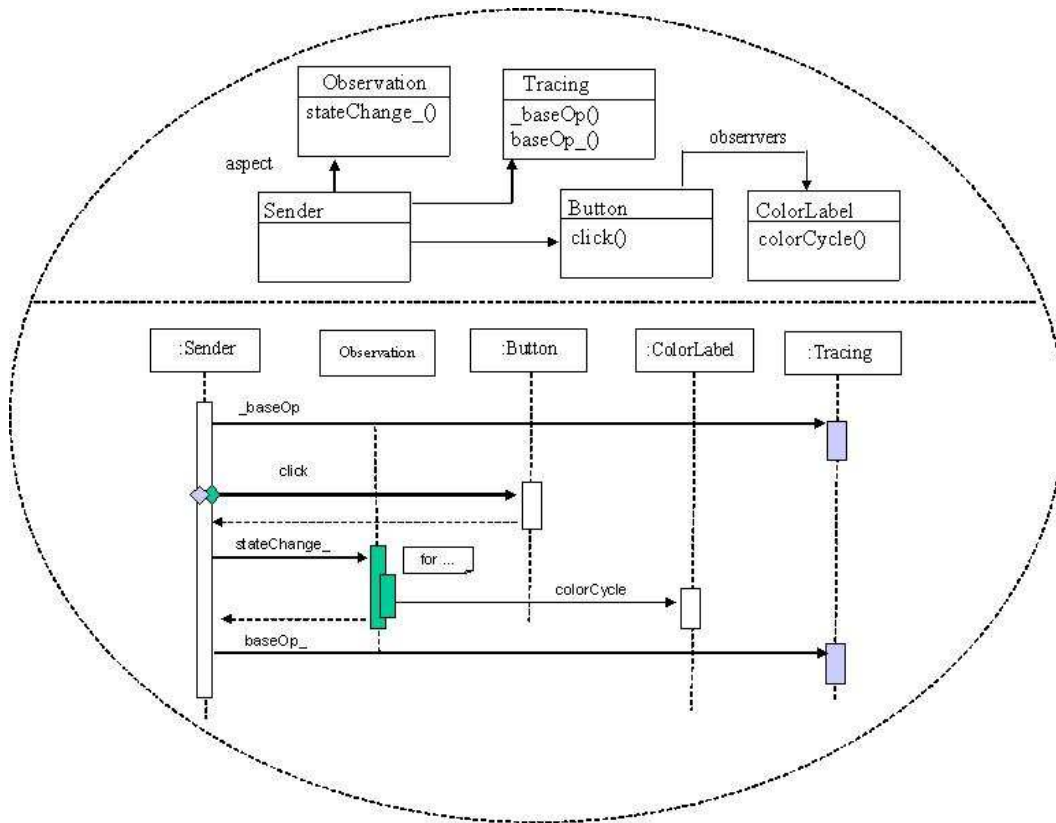 Observation
stateChange_()
Tracing
_baseOp()
baseOp_()
obserrvers
aspect
Sender
Button
click()
ColorLabel
colorCycle()
:Sender
Observation
:Button
:ColorLabel
:Tracing
_baseOp
click
stateChange_
for ...
colorCycle
baseOp_